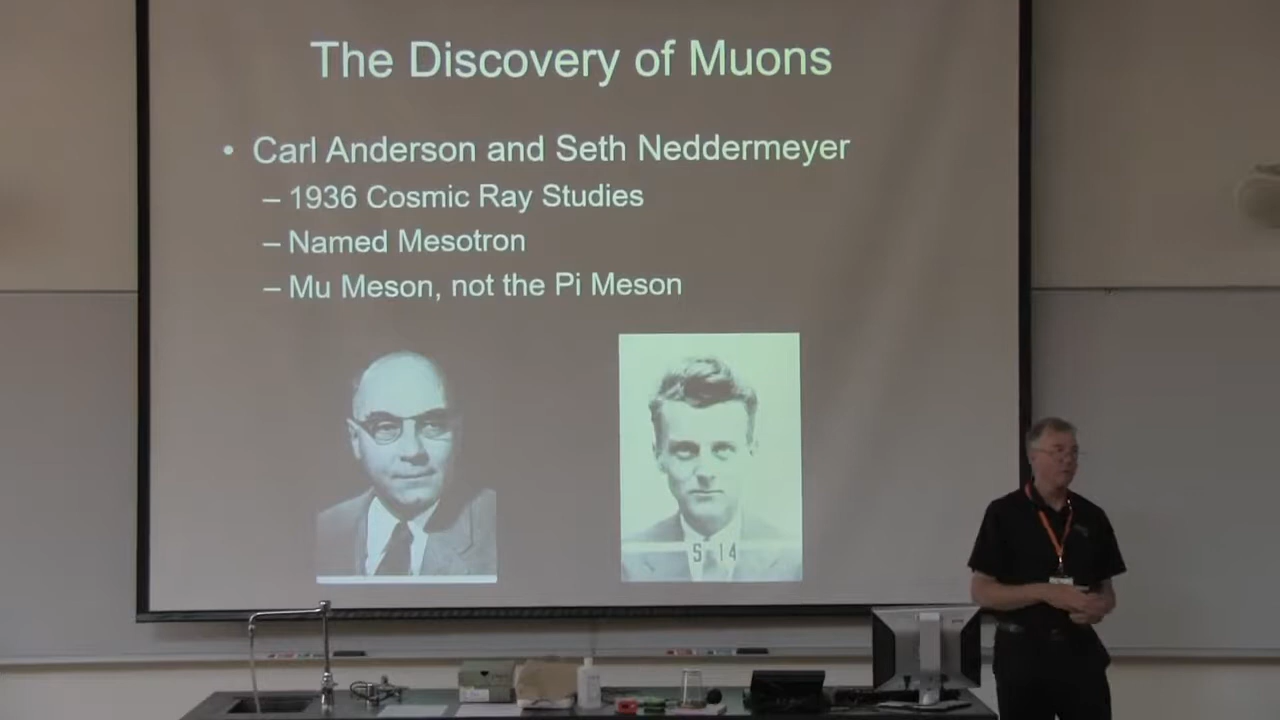 The Discovery of Muons
• Carl Anderson and Seth Neddermeyer
– 1936 Cosmic Ray Studies
– Named Mesotron
– Mu Meson, not the Pi Meson
S 14